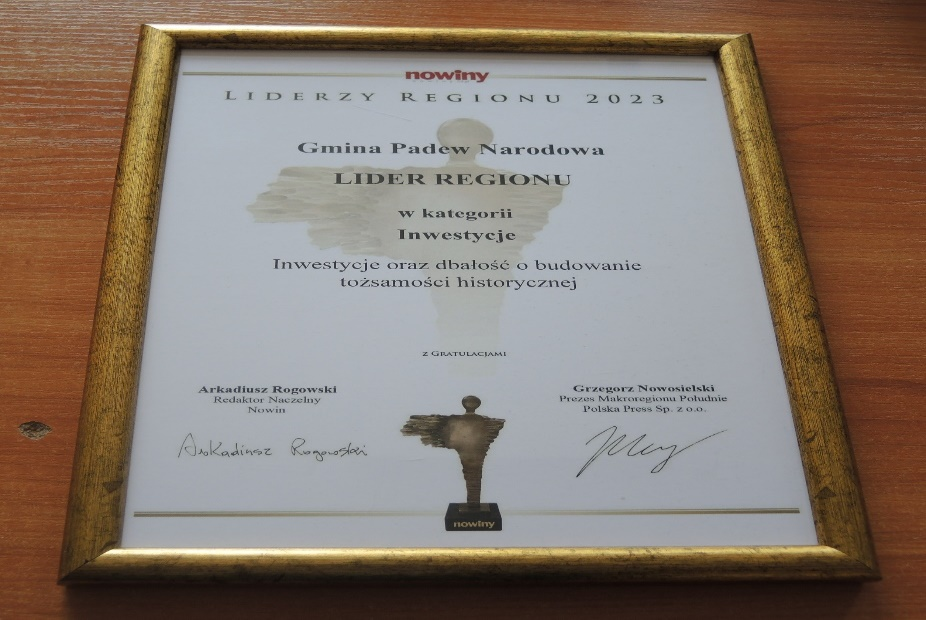 nowiny
LIDERZY REGIONU 2023
Gmina Padew Narodowa
LIDER REGIONU
w kategorii
Inwestycje
Inwestycje oraz dbałość o budowanie
tożsamości historycznej
z Gratulacjami
Arkadiusz Rogowski
Redaktor Naczelny
Nowin
Arkadiusz Rogowski
Grzegorz Nowosielski
Prezes Makroregionu Południe
Polska Press Sp. z o.o.
nowiny